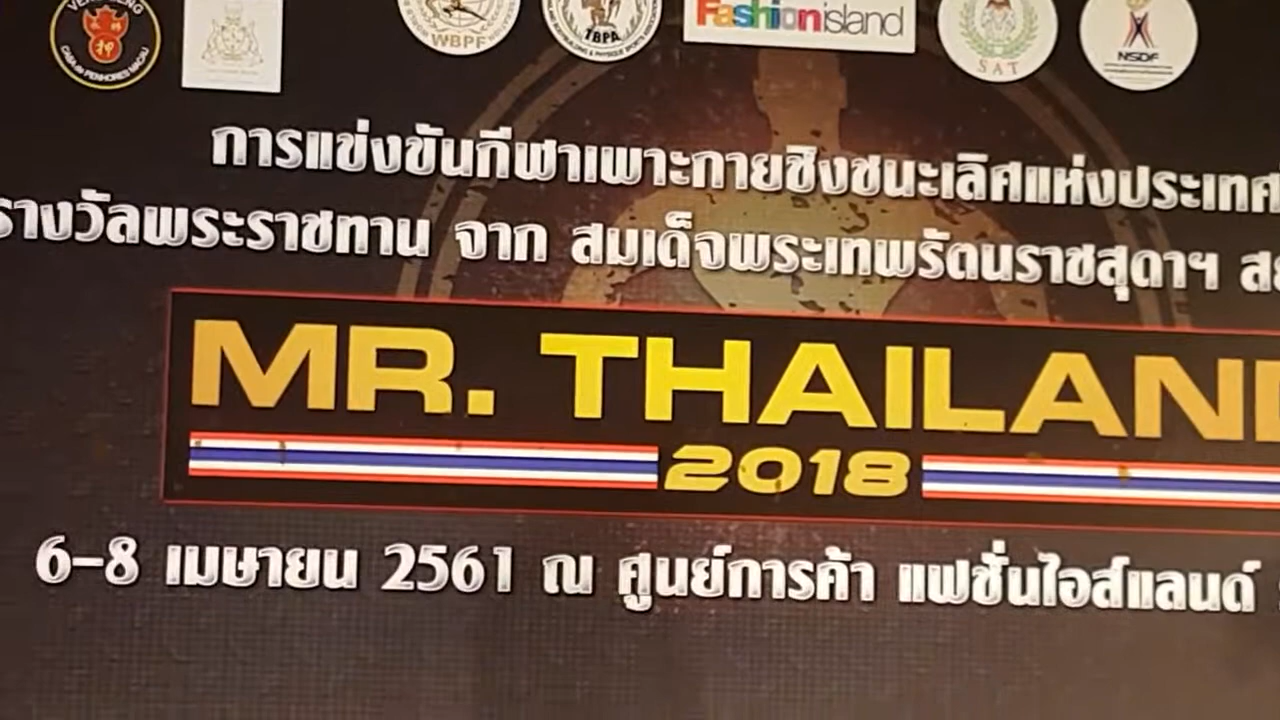 WBPF
TBPA
Fashionisland
SAT
NSDF
CASA de PENHORES MACAU
การแข่งขันกีฬาเพาะกายชิงชนะเลิศแห่งประเทศ
รางวัลพระราชทาน จาก สมเด็จพระเทพรัตนราชสุดาฯ
MR. THAILAND
2018
6-8 เมษายน 2561 ณ ศูนย์การค้า แฟชั่นไอส์แลนด์